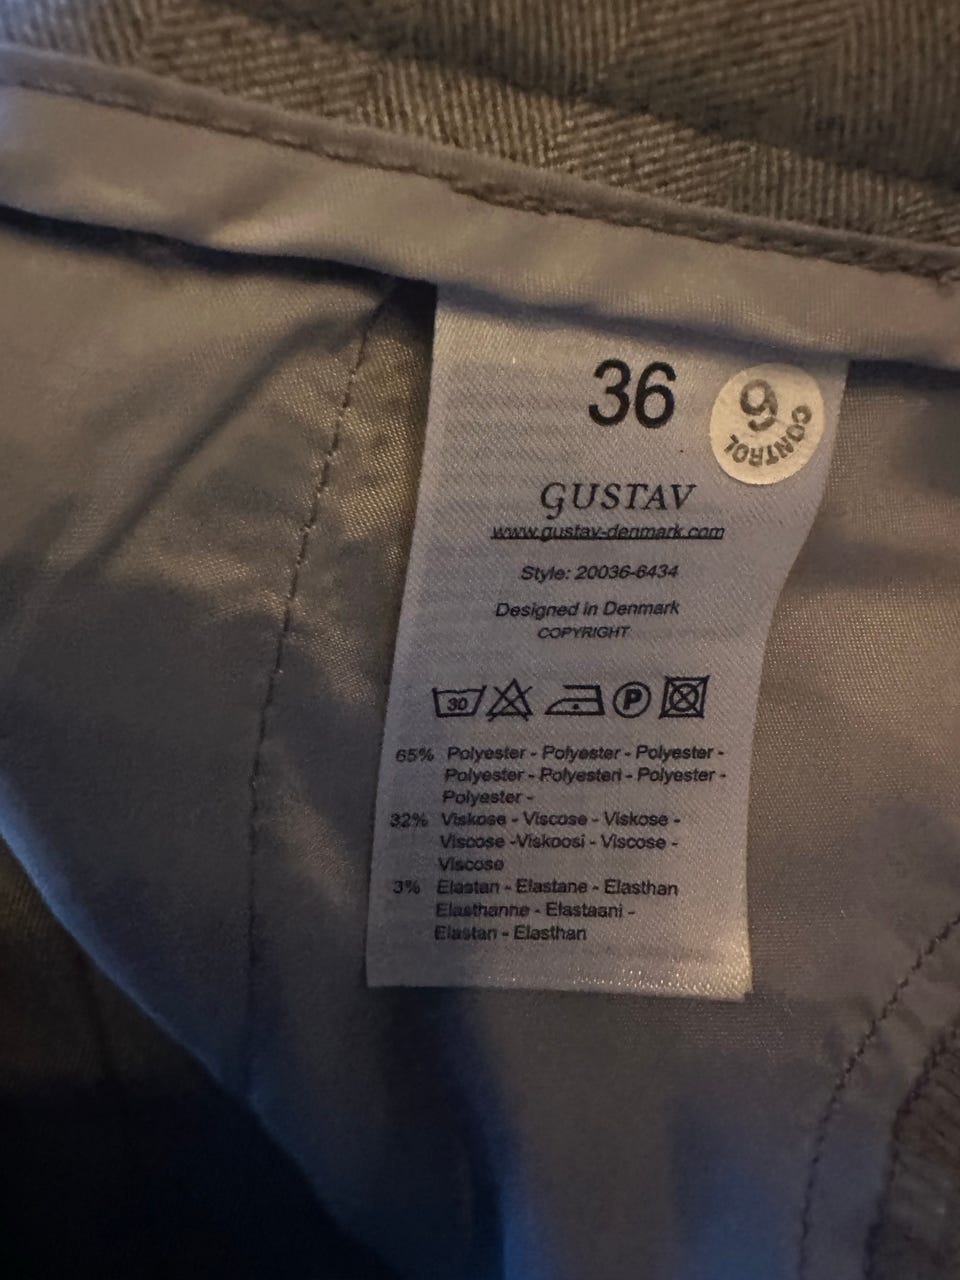 36
9
CONTROL
GUSTAV
www.gustav-denmark.com
Style: 20036-6434
Designed in Denmark
COPYRIGHT
30
P
65% Polyester - Polyester - Polyester -
Polyester - Polyesteri - Polyester -
Polyester -
32% Viskose - Viscose - Viskose -
Viscose -Viskoosi - Viscose -
Viscose
3% Elastan - Elastane - Elasthan
Elasthanne - Elastaani -
Elastan - Elasthan